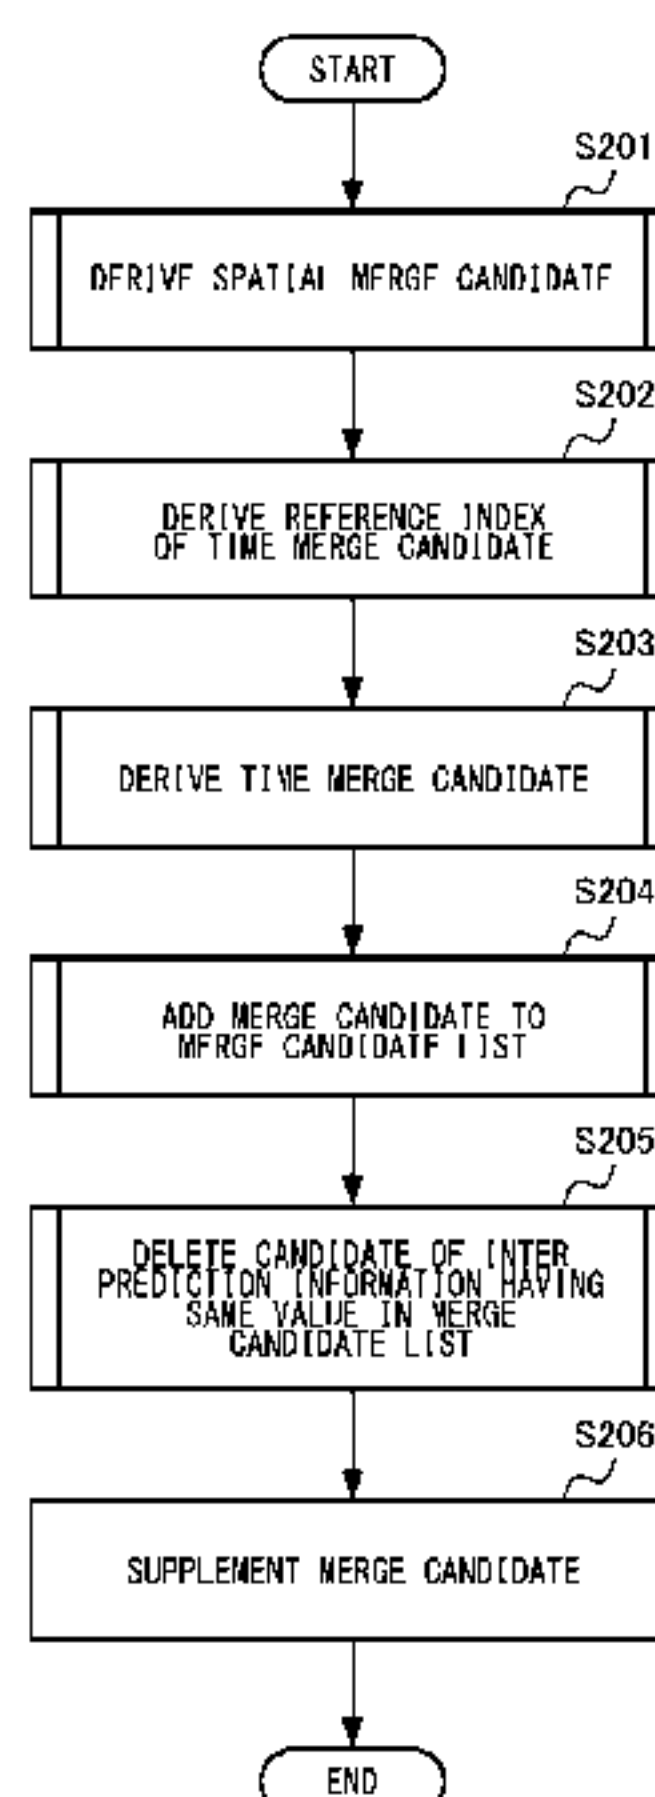 START
S201
DERIVE SPATIAL MERGE CANDIDATE
S202
DERIVE REFERENCE INDEX
OF TIME MERGE CANDIDATE
S203
DERIVE TIME MERGE CANDIDATE
S204
ADD MERGE CANDIDATE TO
MERGE CANDIDATE LIST
S205
DELETE CANDIDATE OF INTER
PREDICTION INFORMATION HAVING
SAME VALUE IN MERGE
CANDIDATE LIST
S206
SUPPLEMENT MERGE CANDIDATE
END